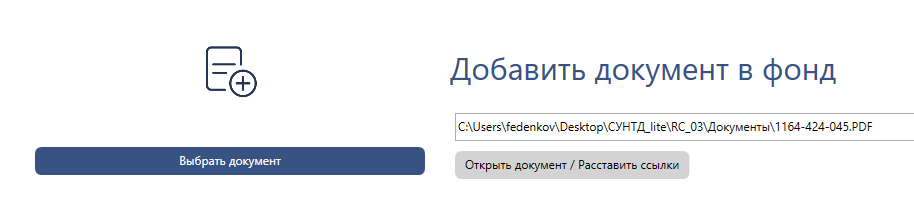 Добавить документ в фонд
C:\Users\fedenkov\Desktop\СУНТД_lite\RC_03\Документы\1164-424-045.PDF
Выбрать документ
Открыть документ / Расставить ссылки